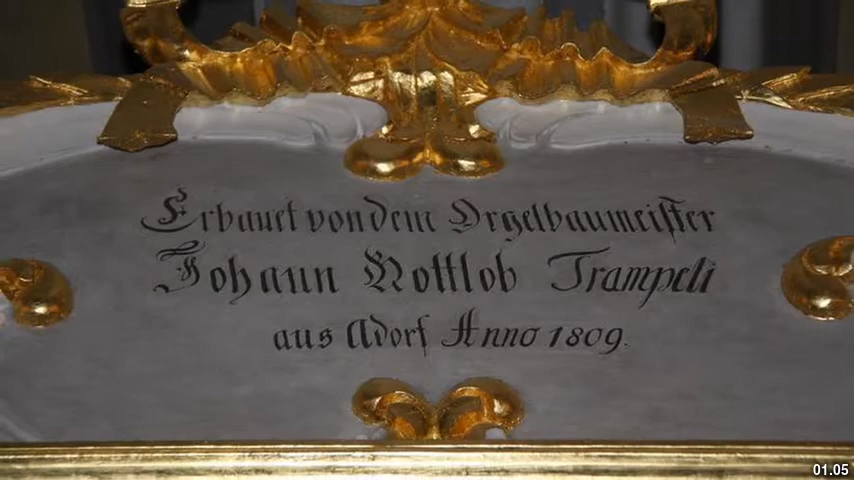 Erbauet von dem Orgelbaumeister
Johann Gottlob Trampeli
aus Adorf Anno 1809.
01.05